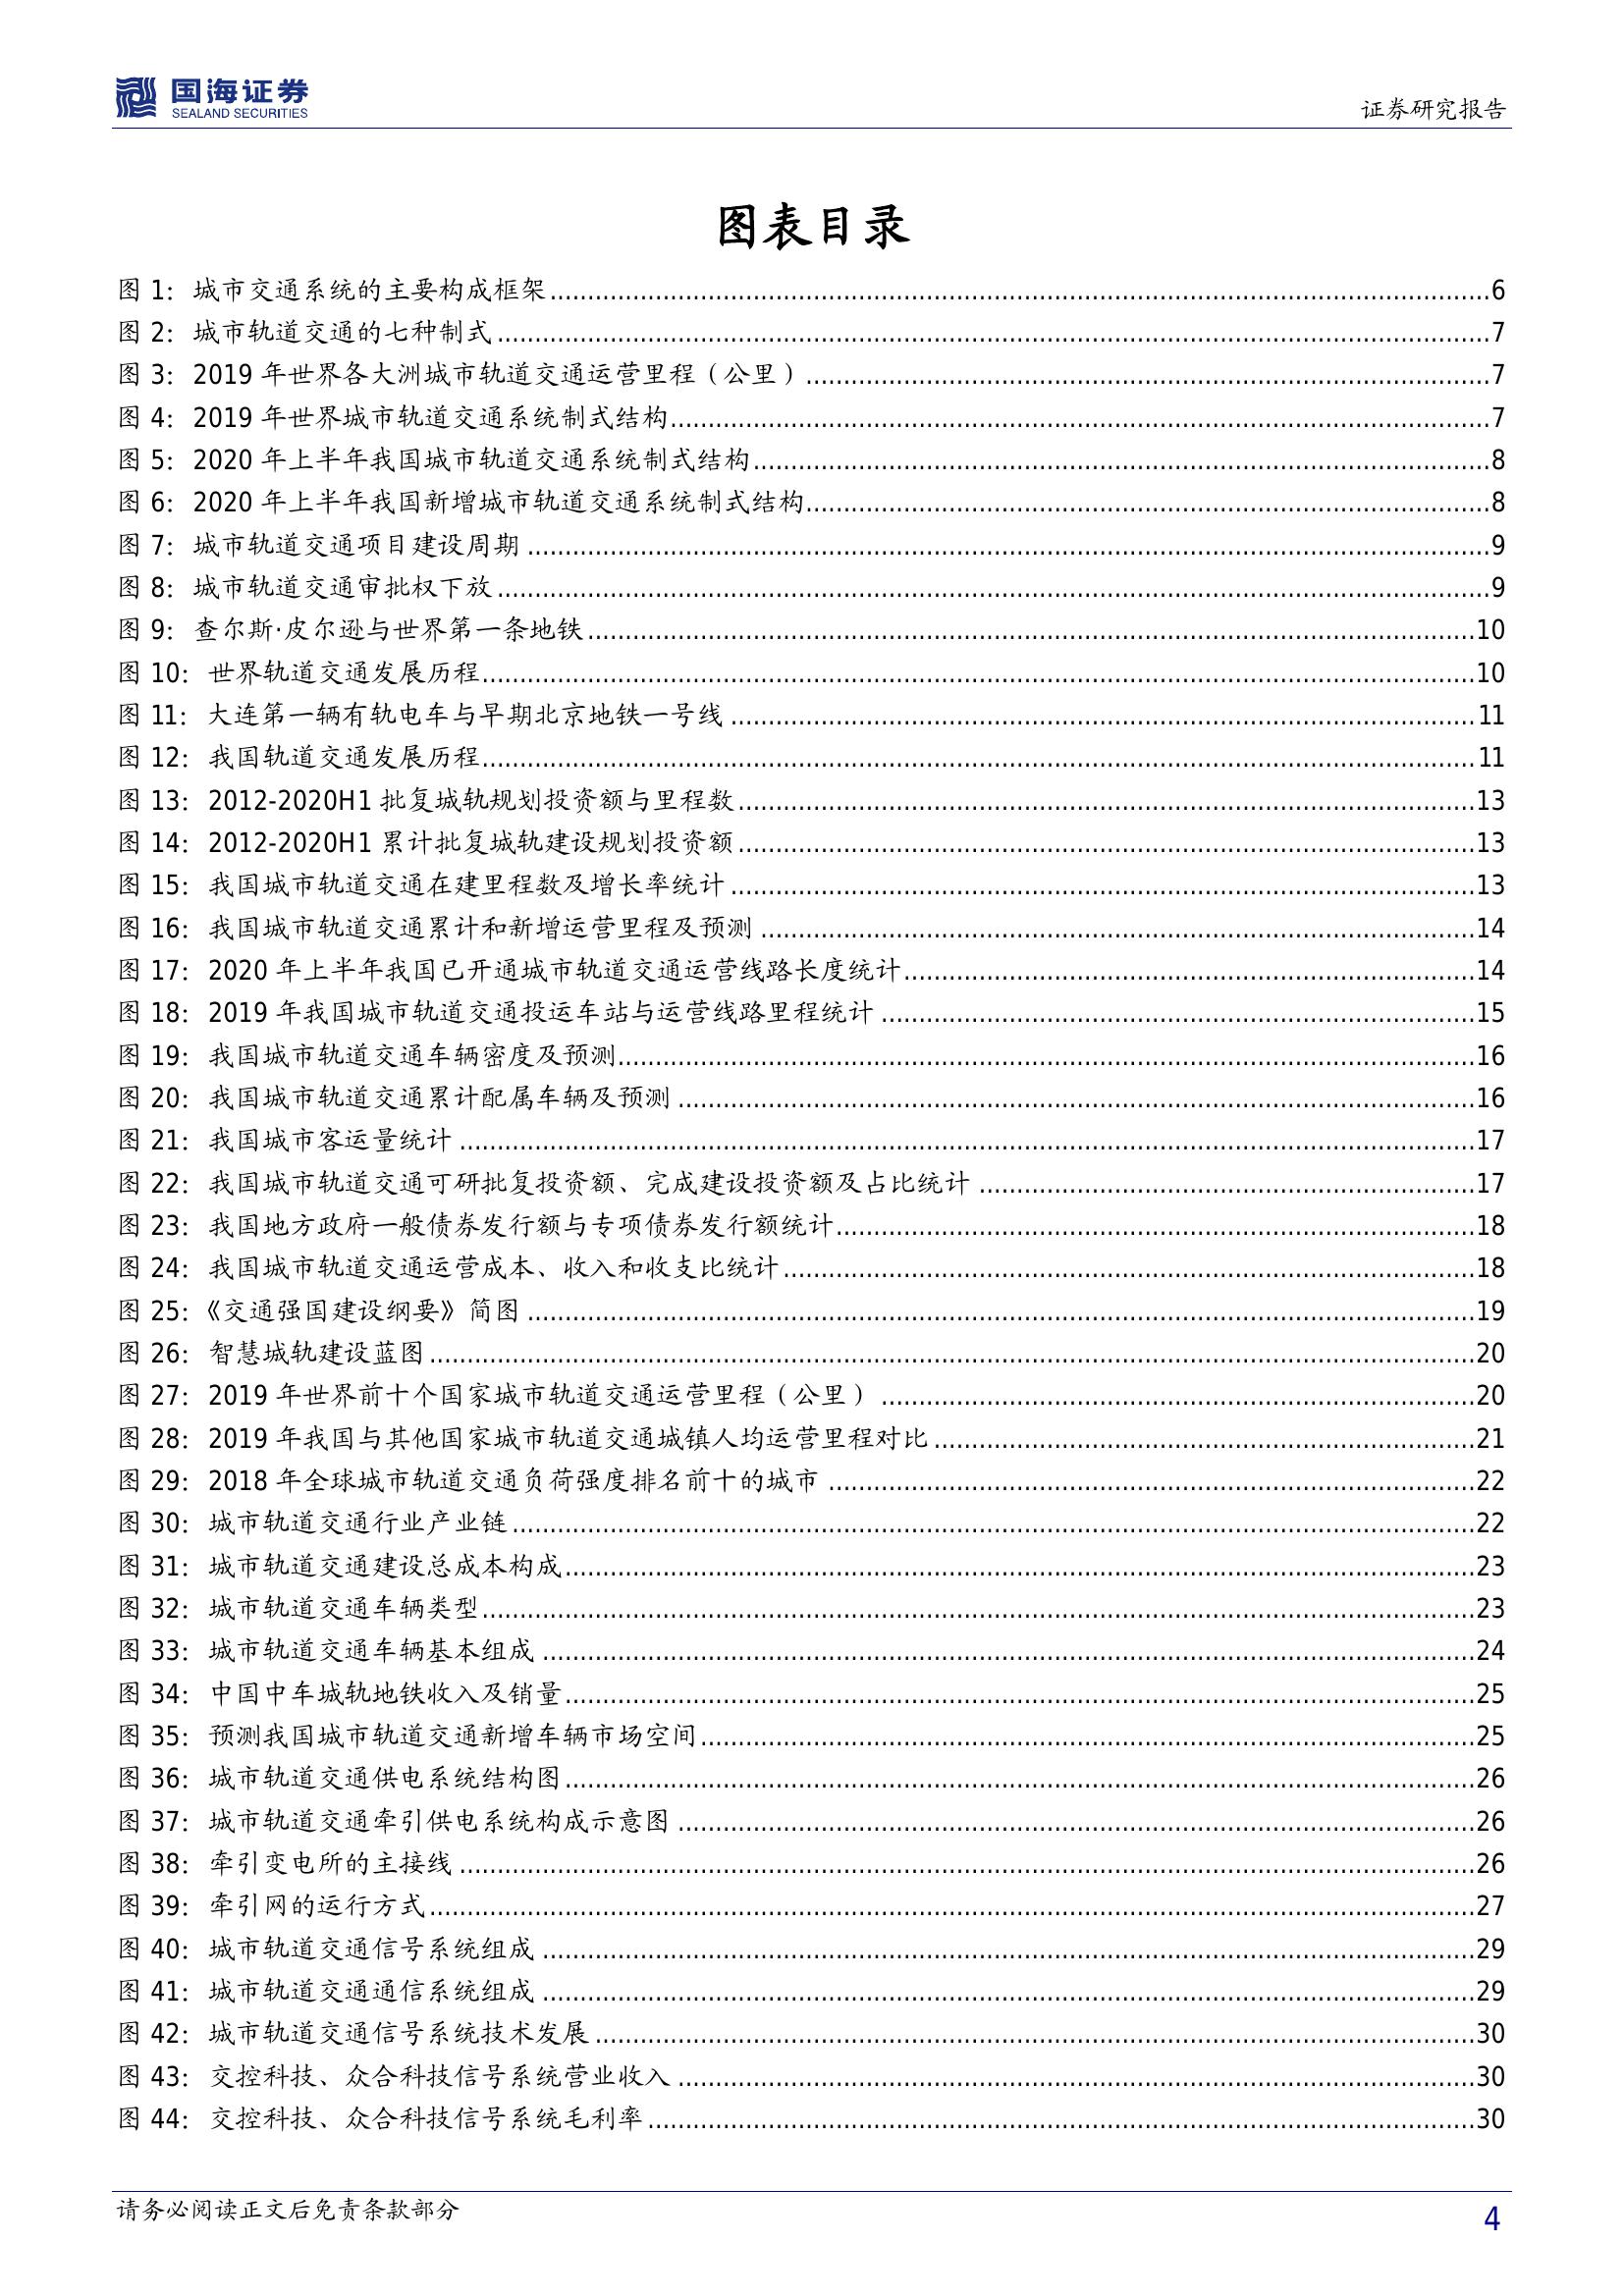 国海证券
SEALAND SECURITIES
证券研究报告
图表目录
图 1：城市交通系统的主要构成框架........6
图 2：城市轨道交通的七种制式........7
图 3：2019 年世界各大洲城市轨道交通运营里程（公里）........7
图 4：2019 年世界城市轨道交通系统制式结构........7
图 5：2020 年上半年我国城市轨道交通系统制式结构........8
图 6：2020 年上半年我国新增城市轨道交通系统制式结构........8
图 7：城市轨道交通项目建设周期........9
图 8：城市轨道交通审批权下放........9
图 9：查尔斯·皮尔逊与世界第一条地铁........10
图 10：世界轨道交通发展历程........10
图 11：大连第一辆有轨电车与早期北京地铁一号线........11
图 12：我国轨道交通发展历程........11
图 13：2012-2020H1 批复城轨规划投资额与里程数........13
图 14：2012-2020H1 累计批复城轨建设规划投资额........13
图 15：我国城市轨道交通在建里程数及增长率统计........13
图 16：我国城市轨道交通累计和新增运营里程及预测........14
图 17：2020 年上半年我国已开通城市轨道交通运营线路长度统计........14
图 18：2019 年我国城市轨道交通投运车站与运营线路里程统计........15
图 19：我国城市轨道交通车辆密度及预测........16
图 20：我国城市轨道交通累计配属车辆及预测........16
图 21：我国城市客运量统计........17
图 22：我国城市轨道交通可研批复投资额、完成建设投资额及占比统计........17
图 23：我国地方政府一般债券发行额与专项债券发行额统计........18
图 24：我国城市轨道交通运营成本、收入和收支比统计........18
图 25：《交通强国建设纲要》简图........19
图 26：智慧城轨建设蓝图........20
图 27：2019 年世界前十个国家城市轨道交通运营里程（公里）........20
图 28：2019 年我国与其他国家城市轨道交通城镇人均运营里程对比........21
图 29：2018 年全球城市轨道交通负荷强度排名前十的城市........22
图 30：城市轨道交通行业产业链........22
图 31：城市轨道交通建设总成本构成........23
图 32：城市轨道交通车辆类型........23
图 33：城市轨道交通车辆基本组成........24
图 34：中国中车城轨地铁收入及销量........25
图 35：预测我国城市轨道交通新增车辆市场空间........25
图 36：城市轨道交通供电系统结构图........26
图 37：城市轨道交通牵引供电系统构成示意图........26
图 38：牵引变电所的主接线........26
图 39：牵引网的运行方式........27
图 40：城市轨道交通信号系统组成........29
图 41：城市轨道交通通信系统组成........29
图 42：城市轨道交通信号系统技术发展........30
图 43：交控科技、众合科技信号系统营业收入........30
图 44：交控科技、众合科技信号系统毛利率........30
请务必阅读正文后免责条款部分
4